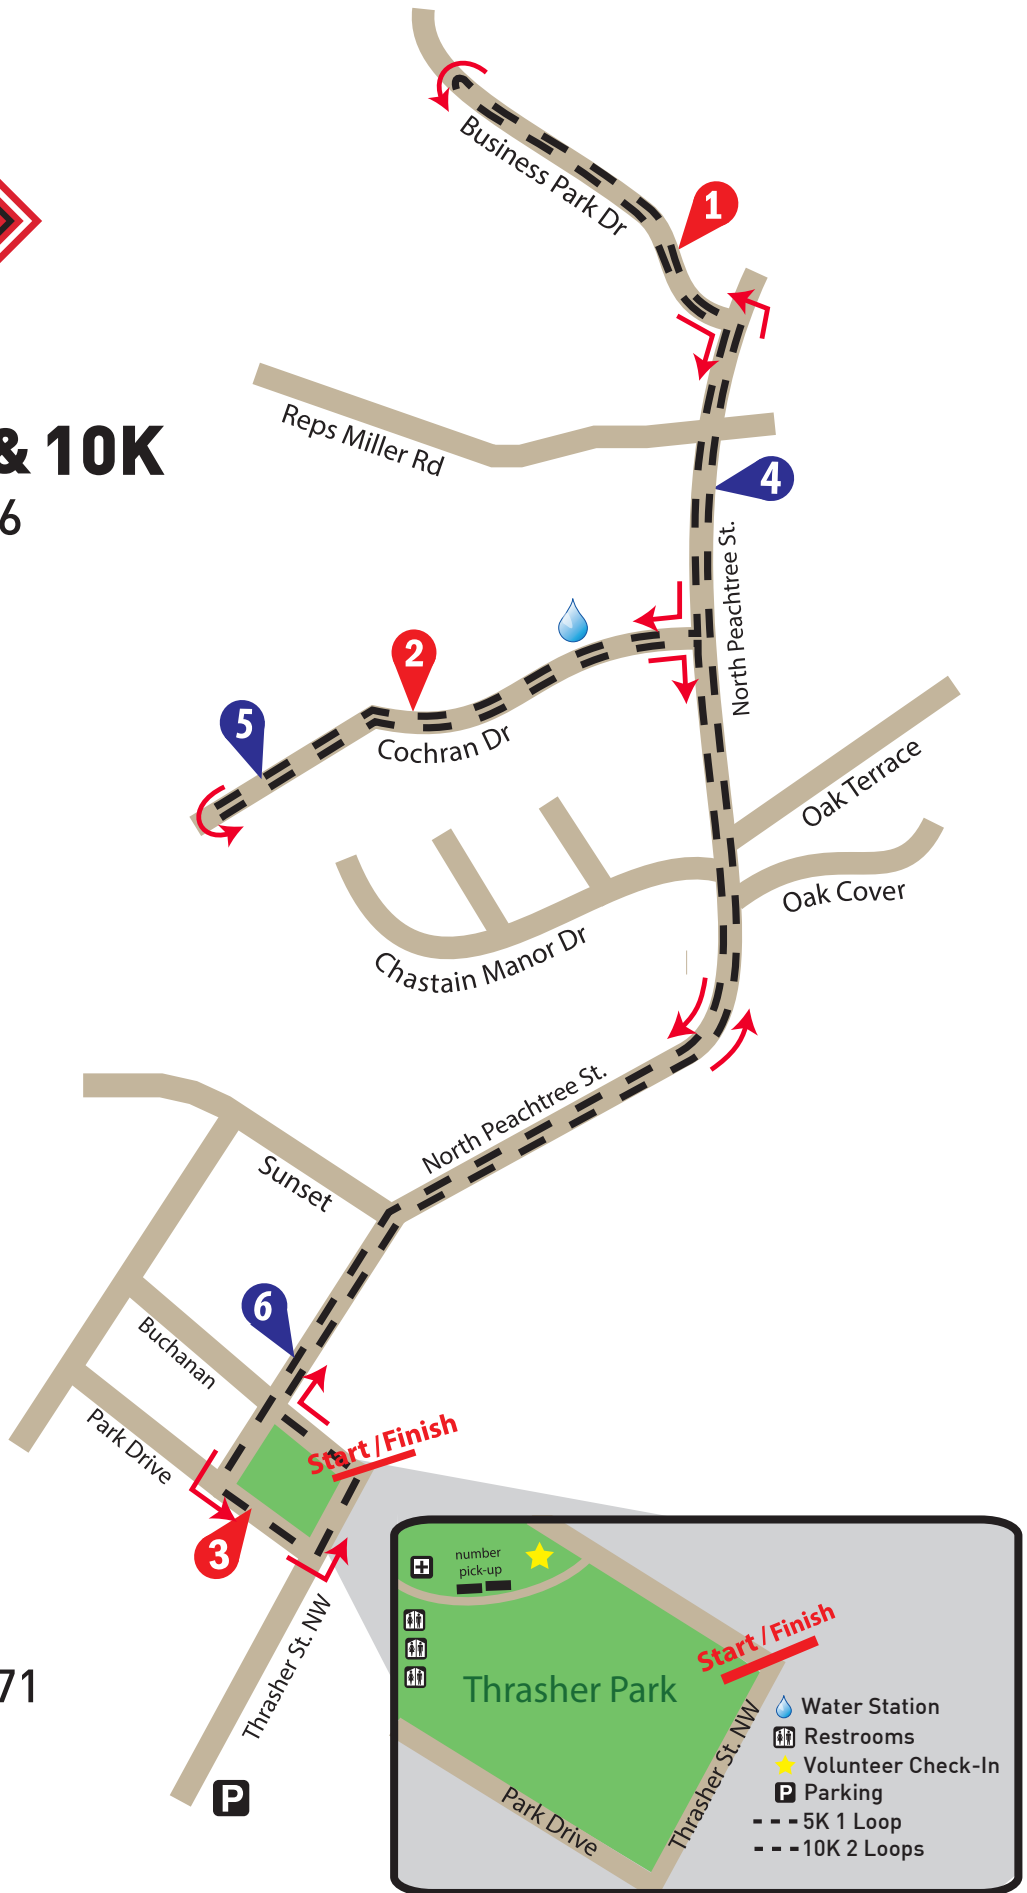 Business Park Dr
1
& 10K
6
Reps Miller Rd
4
North Peachtree St.
2
5
Cochran Dr
Oak Terrace
Oak Cover
Chastain Manor Dr
North Peachtree St.
Sunset
6
Buchanan
Park Drive
Start / Finish
3
Thrasher St. NW
71
P
number
pick-up
Start / Finish
Thrasher Park
Thrasher St. NW
Park Drive
Water Station
Restrooms
Volunteer Check-In
P Parking
5K 1 Loop
10K 2 Loops